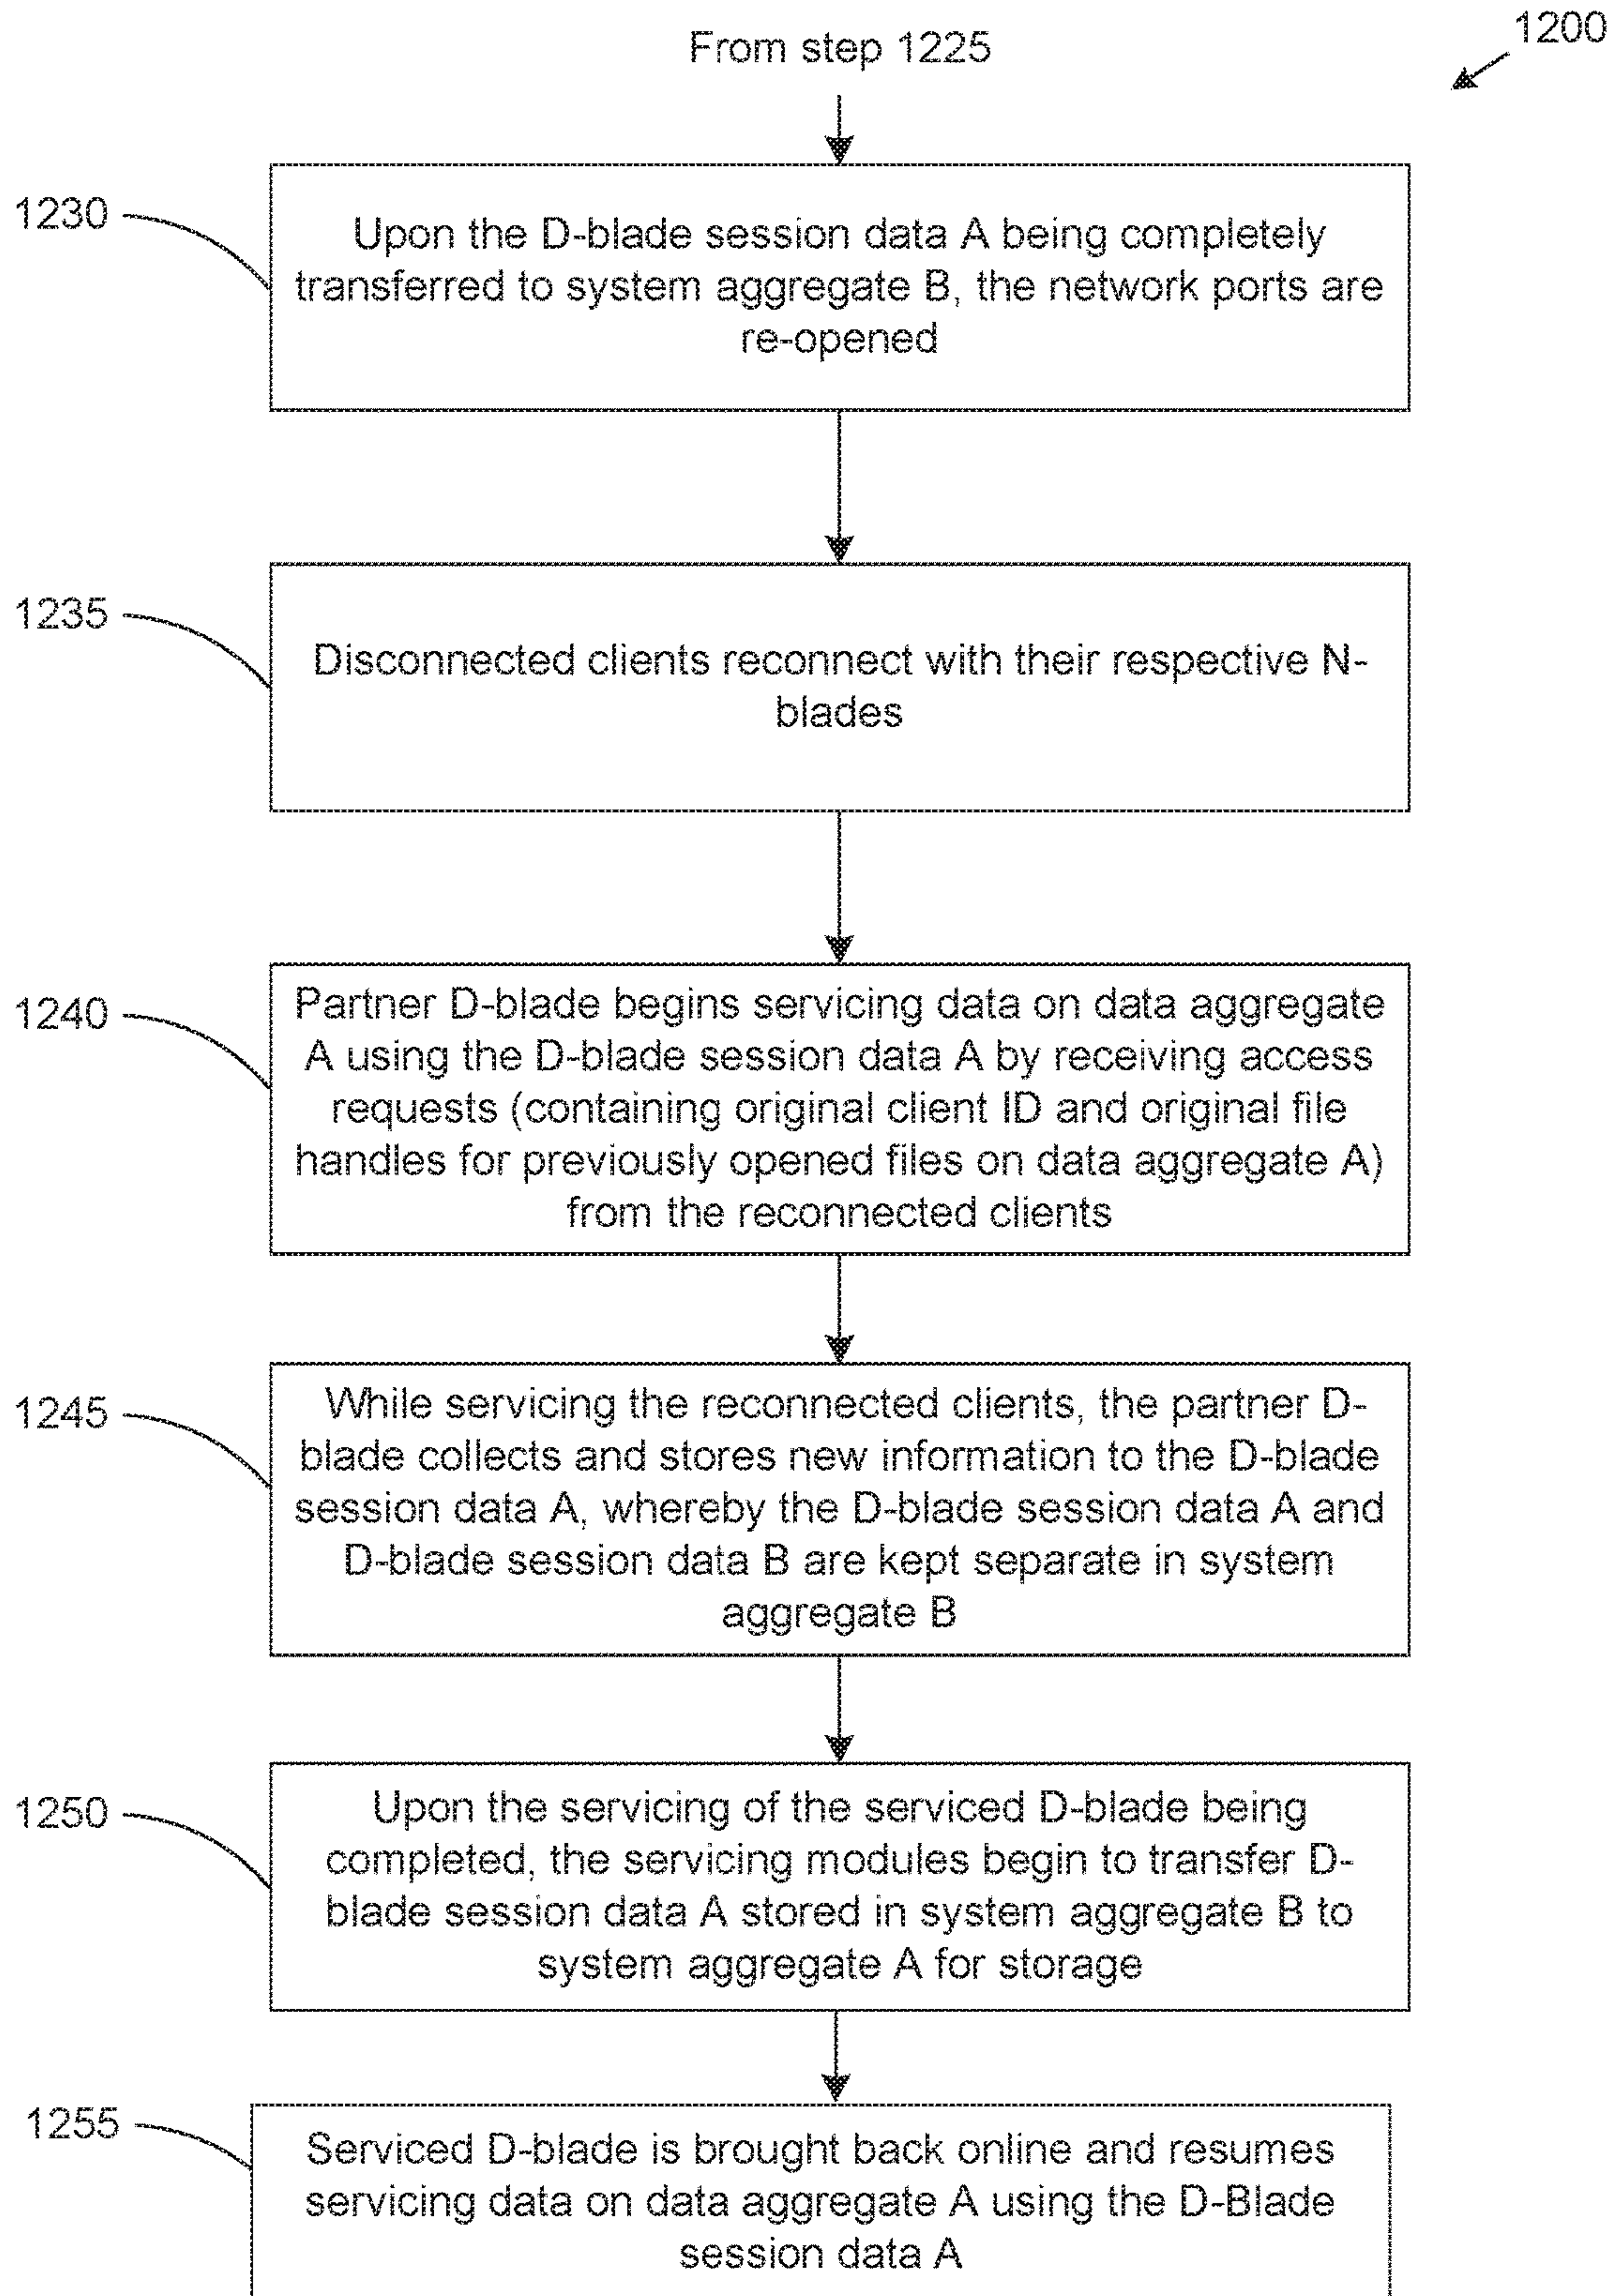 From step 1225
1200
1230
Upon the D-blade session data A being completely
transferred to system aggregate B, the network ports are
re-opened
1235
Disconnected clients reconnect with their respective N-
blades
1240
Partner D-blade begins servicing data on data aggregate
A using the D-blade session data A by receiving access
requests (containing original client ID and original file
handles for previously opened files on data aggregate A)
from the reconnected clients
1245
While servicing the reconnected clients, the partner D-
blade collects and stores new information to the D-blade
session data A, whereby the D-blade session data A and
D-blade session data B are kept separate in system
aggregate B
1250
Upon the servicing of the serviced D-blade being
completed, the servicing modules begin to transfer D-
blade session data A stored in system aggregate B to
system aggregate A for storage
1255
Serviced D-blade is brought back online and resumes
servicing data on data aggregate A using the D-Blade
session data A